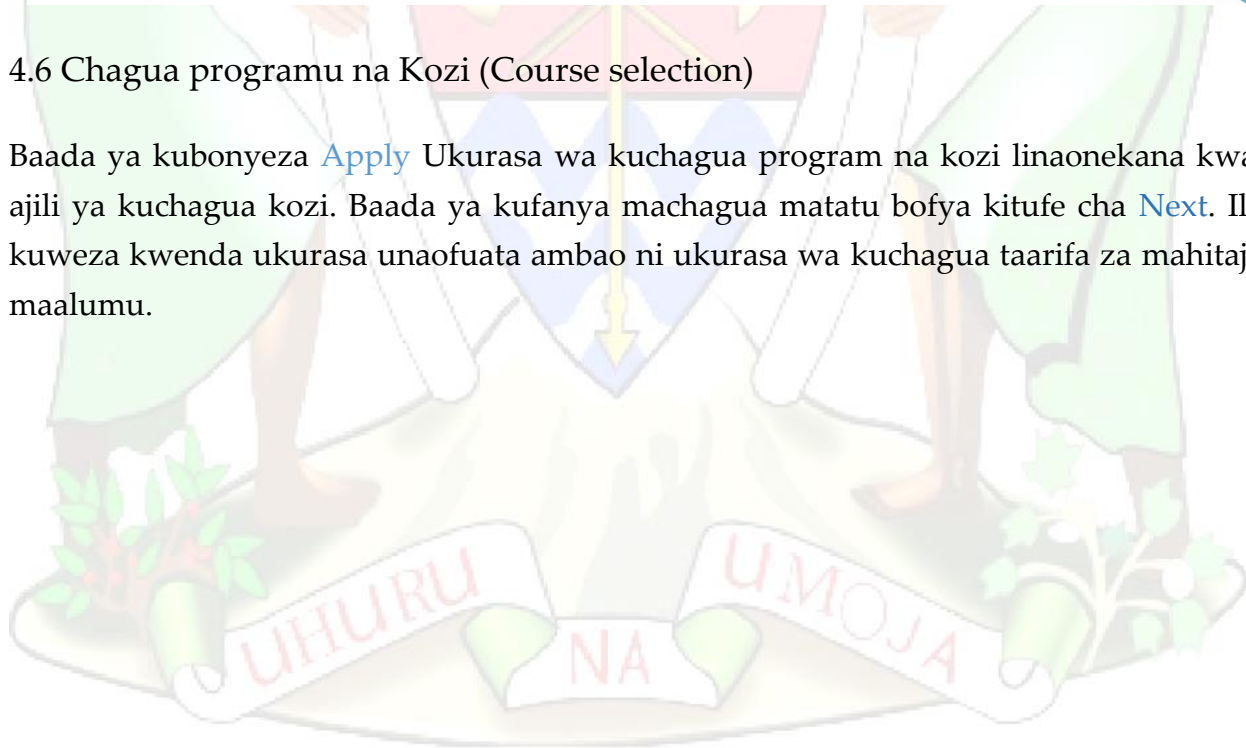 4.6 Chagua programu na Kozi (Course selection)
Baada ya kubonyeza Apply Ukurasa wa kuchagua program na kozi linaonekana kwa
ajili ya kuchagua kozi. Baada ya kufanya machagua matatu bofya kitufe cha Next. Il
kuweza kwenda ukurasa unaofuata ambao ni ukurasa wa kuchagua taarifa za mahitaj
maalumu.
UHURU NA UMOJA